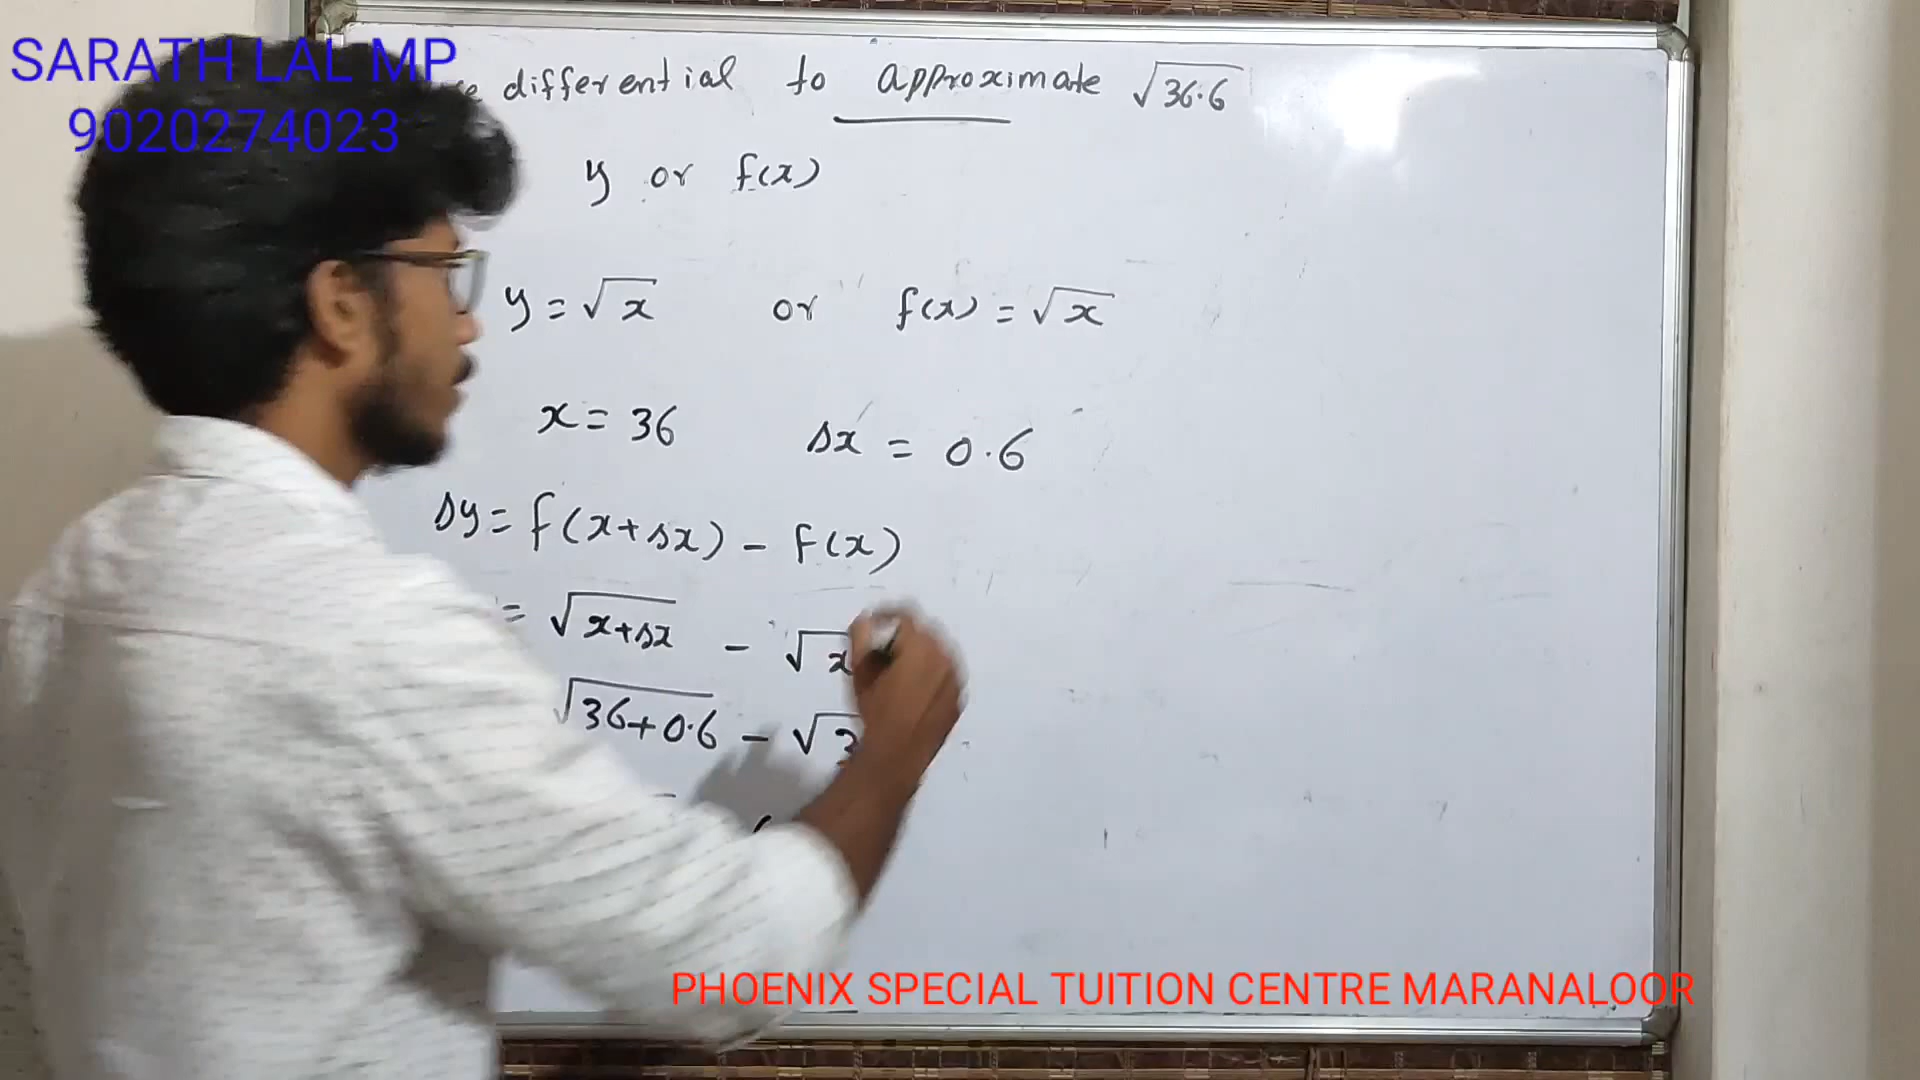 SARATH LAL MP
9020274023
differential to approximate √36.6
y or f(x)
y = √x or f(x) = √x
x = 36 Δx = 0.6
Δy = f(x+Δx) - f(x)
= √x+Δx - √x
√36+0.6 - √3
PHOENIX SPECIAL TUITION CENTRE MARANALOOR